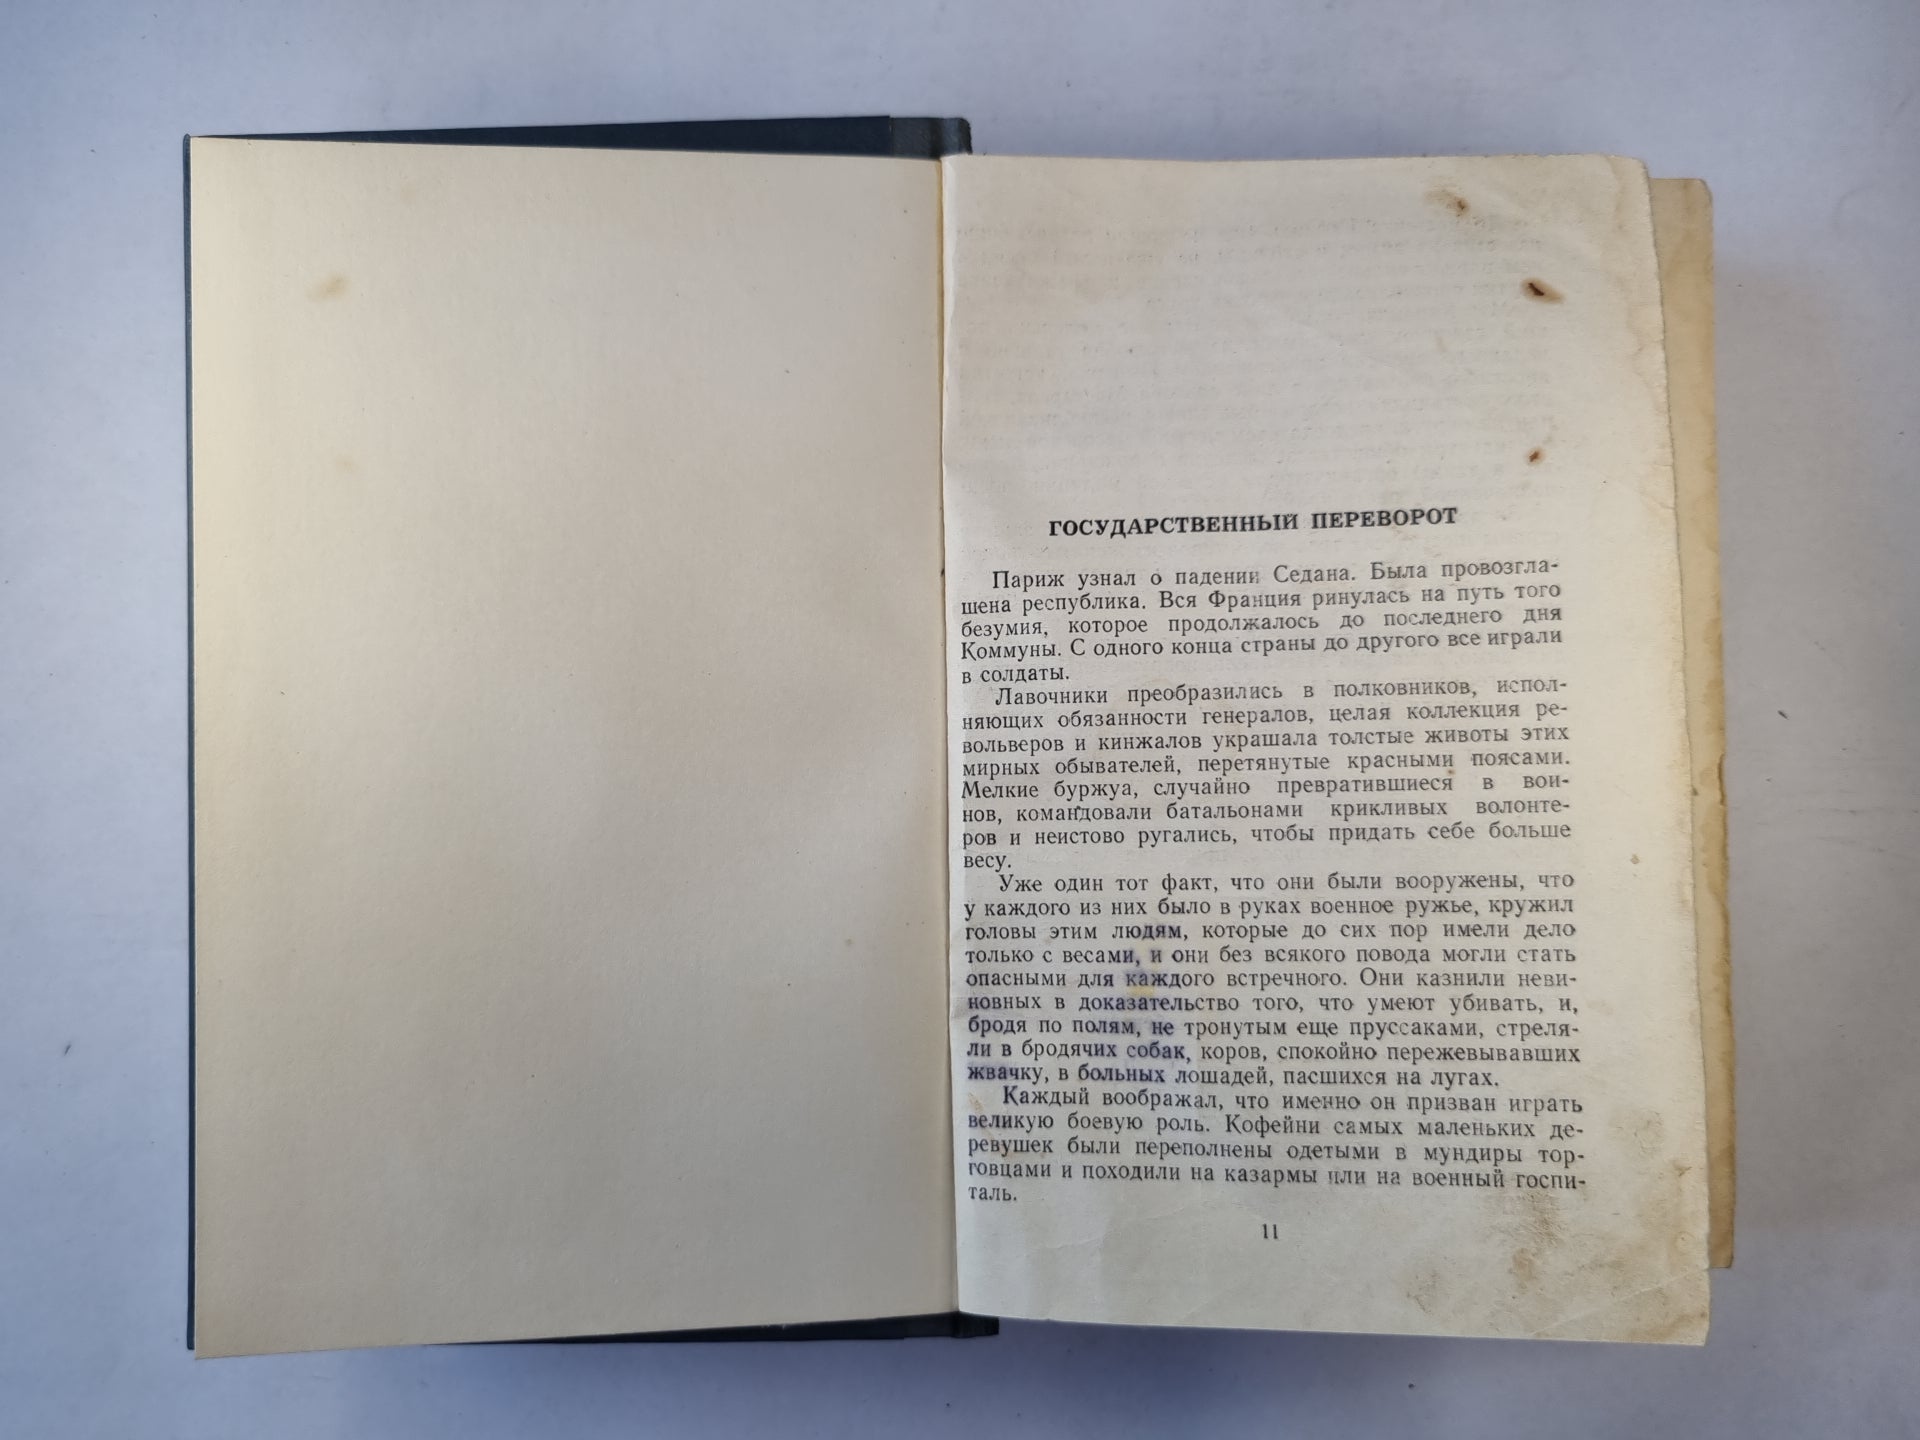 ГОСУДАРСТВЕННЫЙ ПЕРЕВОРОТ
Париж узнал о падении Седана. Была провозгла-
шена республика. Вся Франция ринулась на путь того
безумия, которое продолжалось до последнего дня
Коммуны. С одного конца страны до другого все играли
в солдаты.
Лавочники преобразились в полковников, испол-
няющих обязанности генералов, целая коллекция ре-
вольверов и кинжалов украшала толстые животы этих
мирных обывателей, перетянутые красными поясами.
Мелкие буржуа, случайно превратившиеся в вои-
нов, командовали батальонами крикливых волонте-
ров и неистово ругались, чтобы придать себе больше
весу.
Уже один тот факт, что они были вооружены, что
у каждого из них было в руках военное ружье, кружил
головы этим людям, которые до сих пор имели дело
только с весами, и они без всякого повода могли стать
опасными для каждого встречного. Они казнили неви-
новных в доказательство того, что умеют убивать, и,
бродя по полям, не тронутым еще пруссаками, стреля-
ли в бродячих собак, коров, спокойно пережевывавших
жвачку, в больных лошадей, пасшихся на лугах.
Каждый воображал, что именно он призван играть
великую боевую роль. Кофейни самых маленьких де-
ревушек были переполнены одетыми в мундиры тор-
говцами и походили на казармы или на военный госпи-
таль.
11